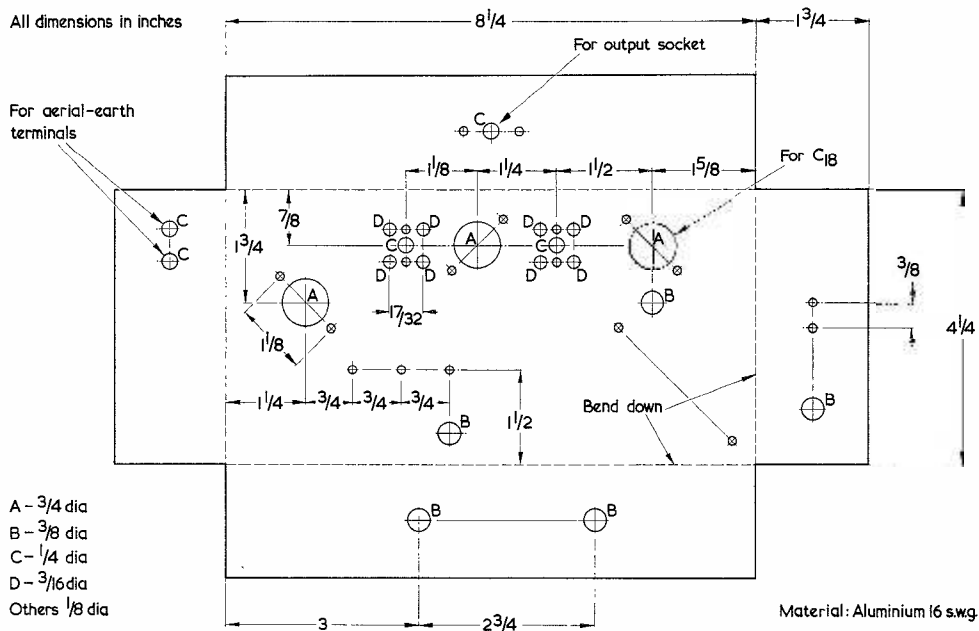 All dimensions in inches
8 1/4
1 3/4
For output socket
For aerial-earth
terminals
C
1 1/8
1 1/4
1 1/2
1 5/8
For C18
7/8
1 3/4
C
C
D
D
A
D
D
A
C
C
D
D
D
D
A
B
17/32
3/8
4 1/4
1 1/8
1 1/4
3/4
3/4
3/4
1 1/2
Bend down
B
B
B
B
A - 3/4 dia
B - 3/8 dia
C - 1/4 dia
D - 3/16 dia
Others 1/8 dia
3
2 3/4
Material: Aluminium 16 s.w.g.